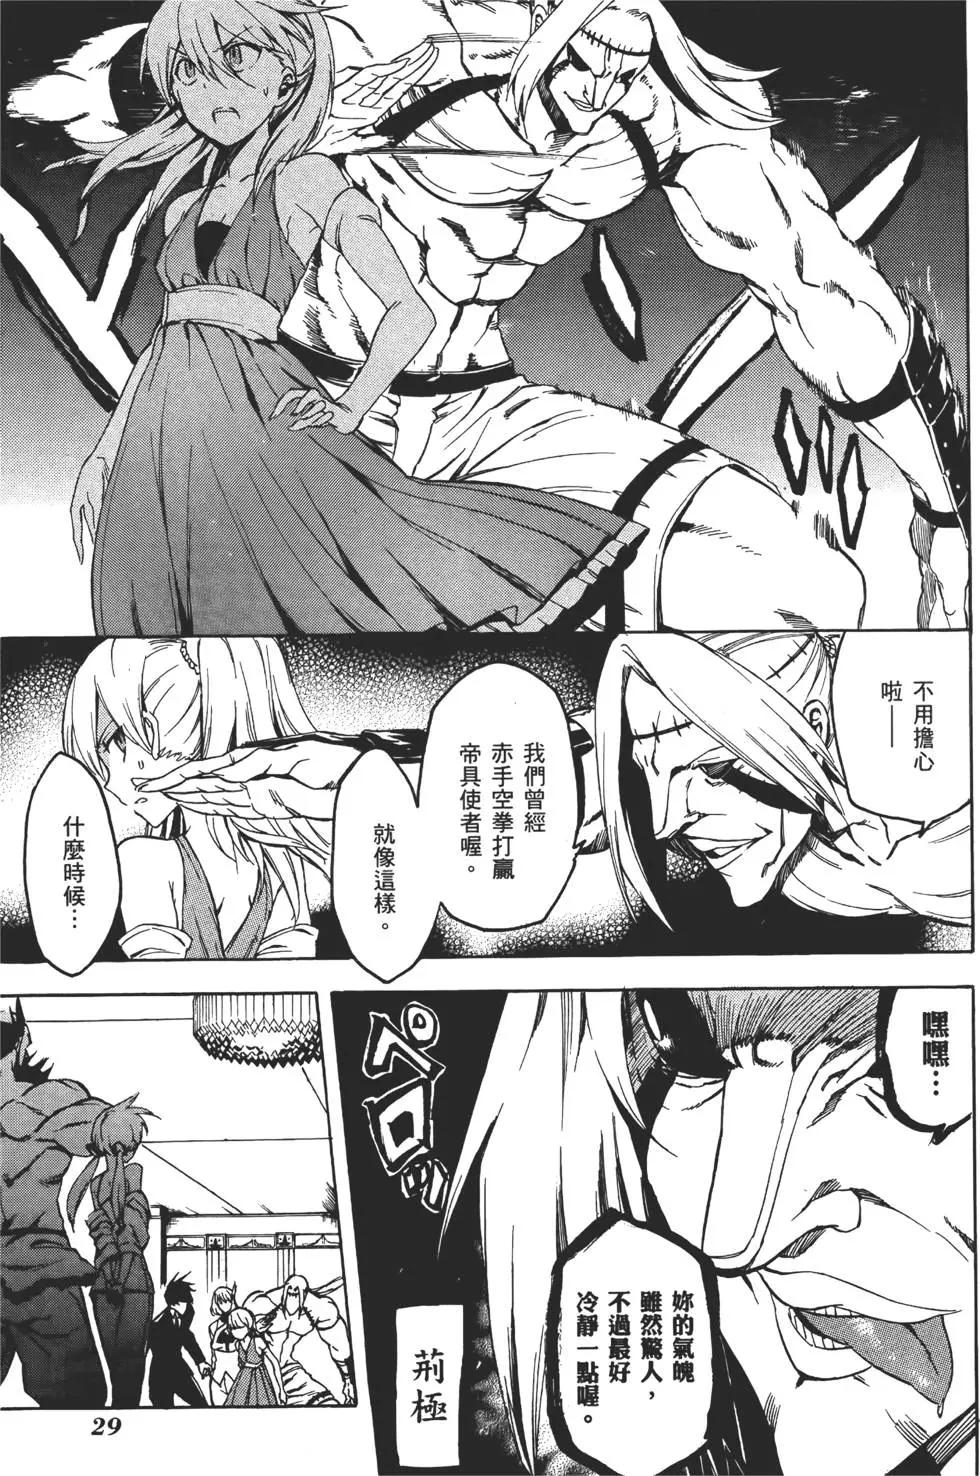 不用擔心
啦——
我們曾經
赤手空拳打贏
帝具使者喔。
就像這樣。
什麼時候…
嘿嘿…
ペロッ
妳的氣魄
雖然驚人，
不過最好
冷靜一點喔。
荊極
29